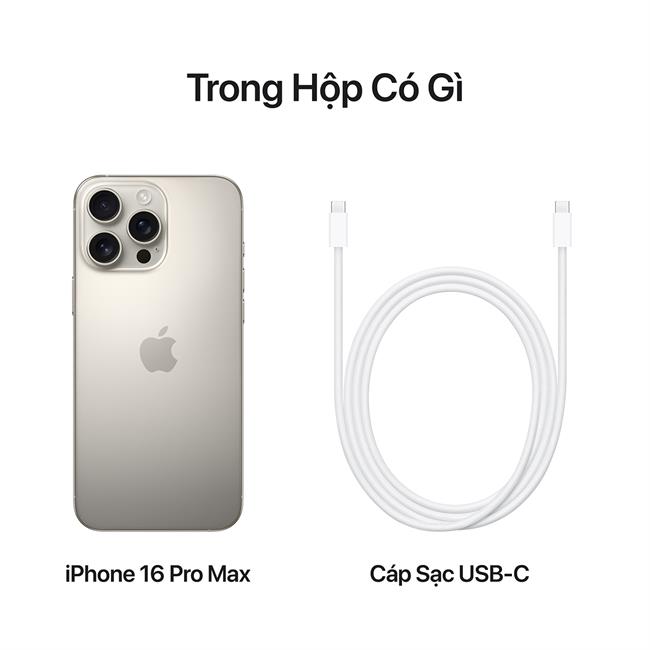 Trong Hộp Có Gì
iPhone 16 Pro Max
Cáp Sạc USB-C